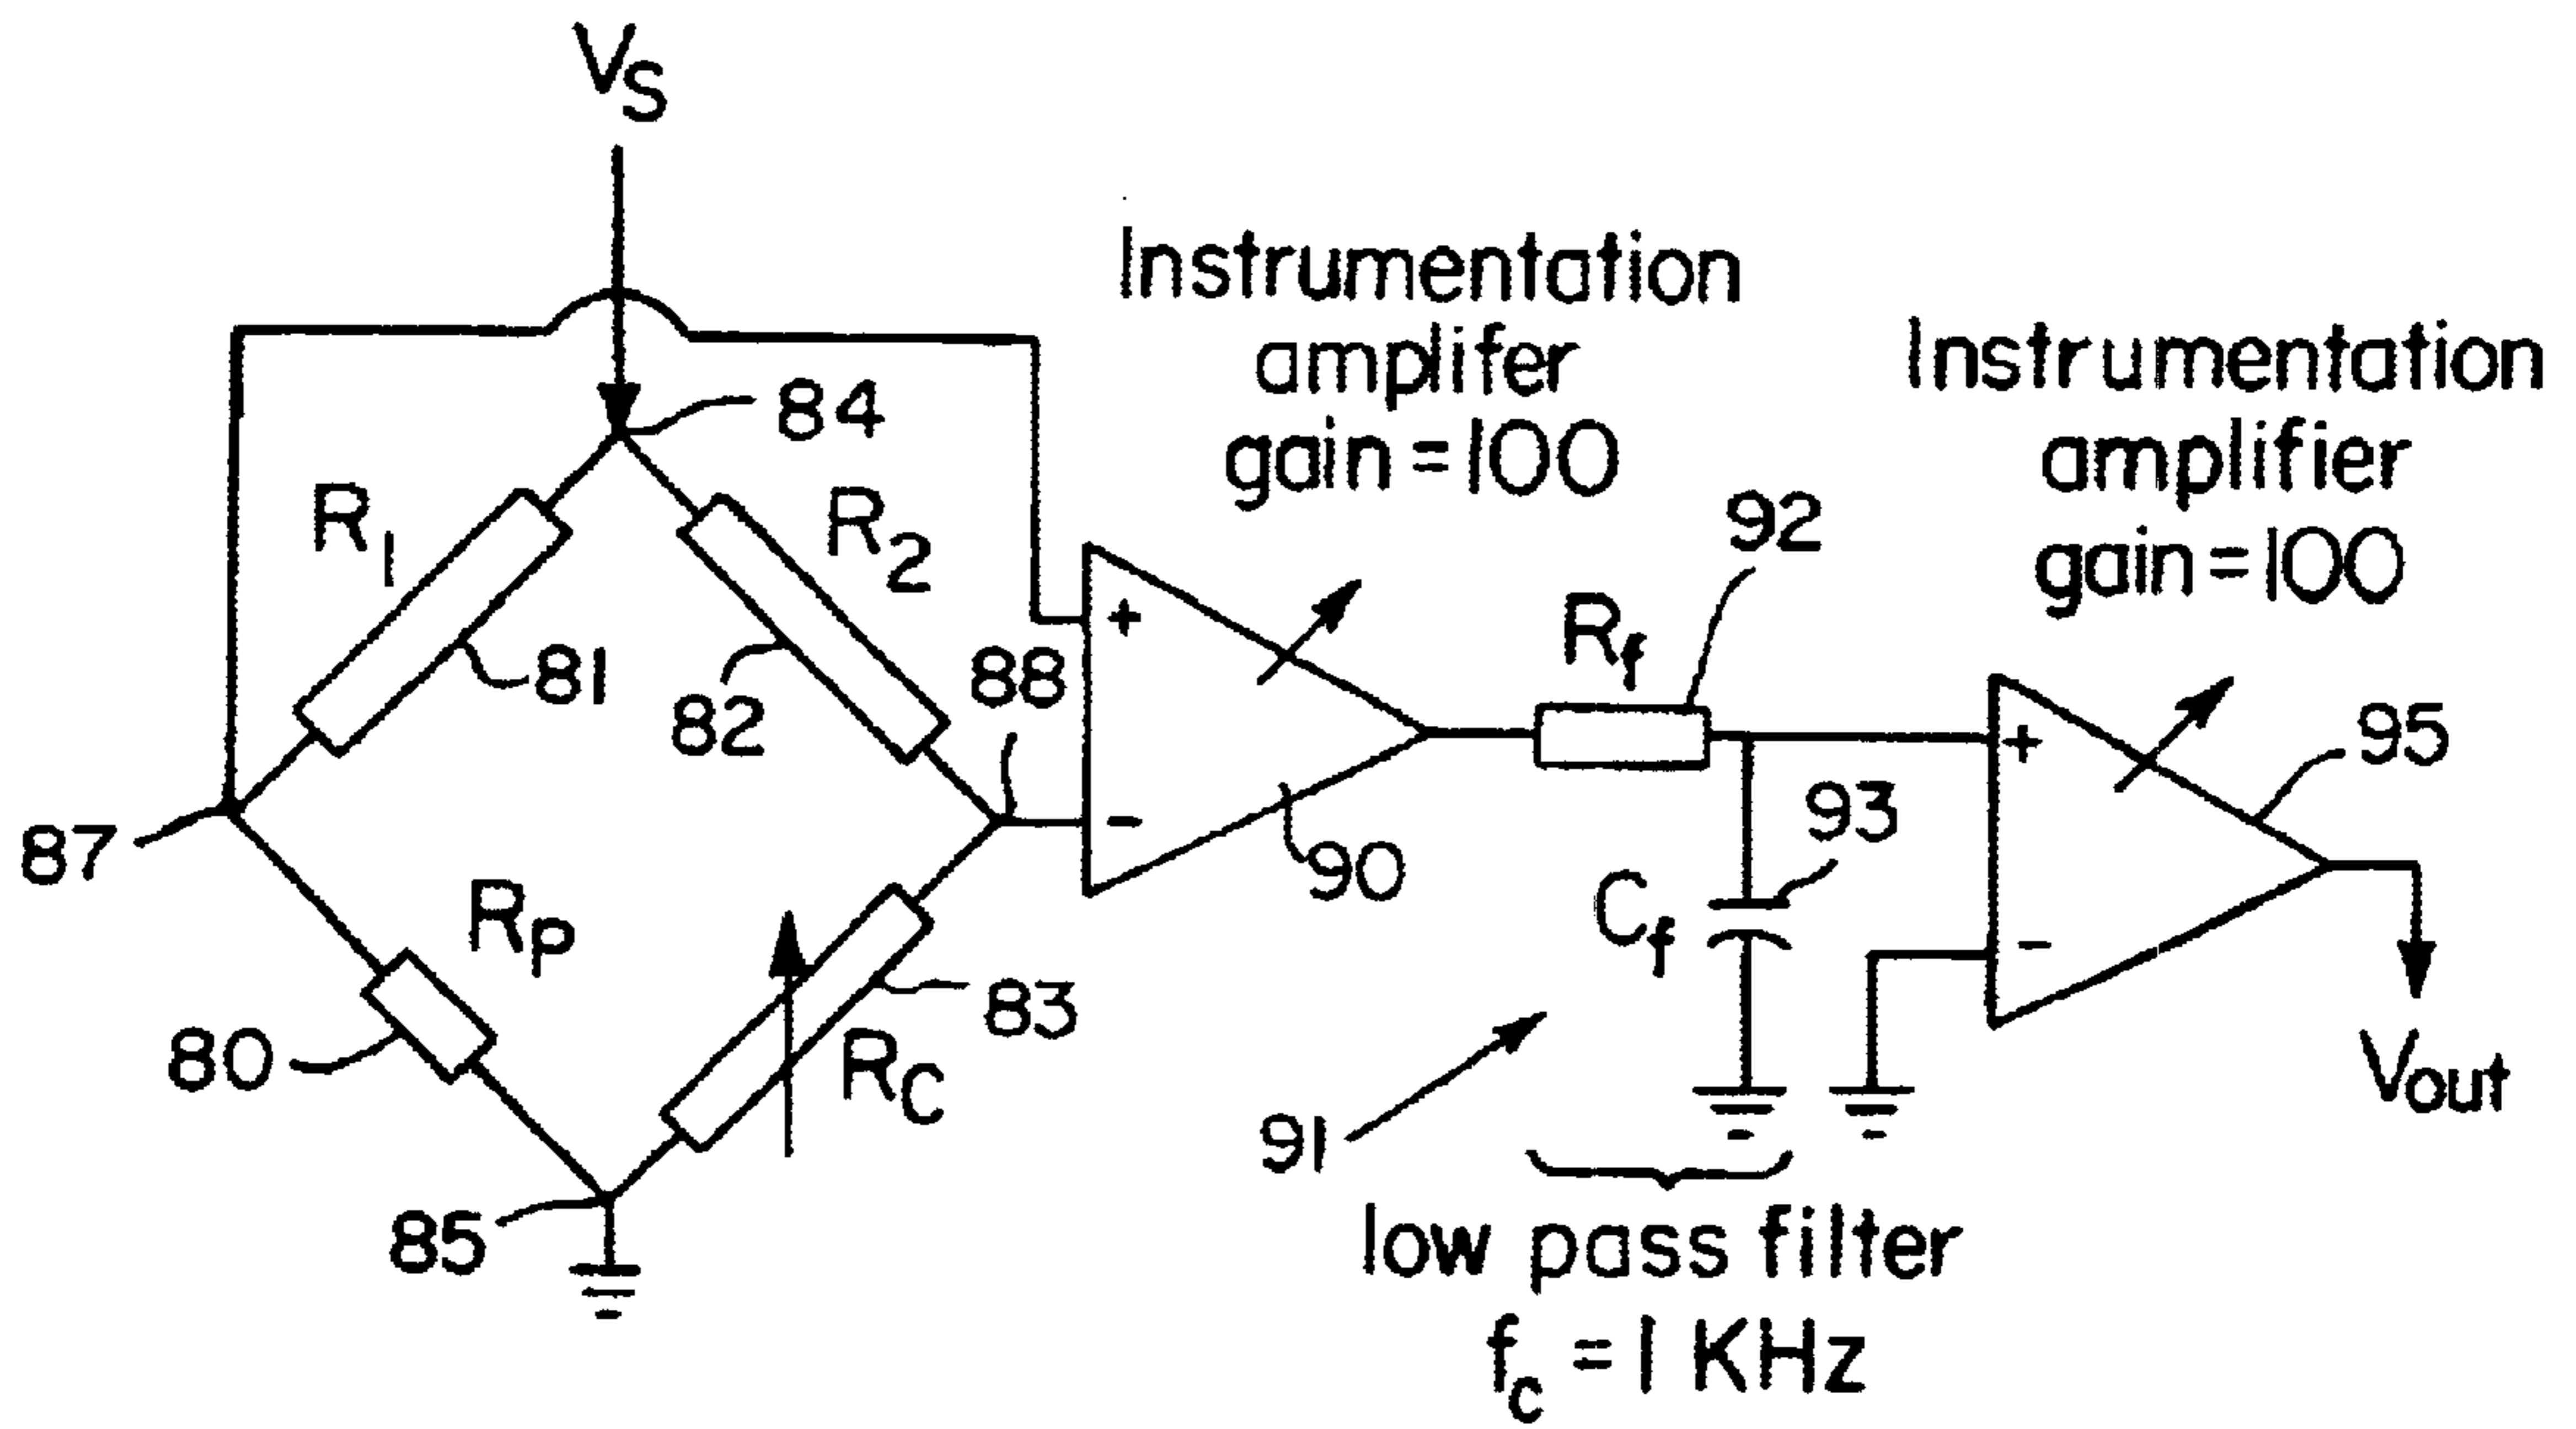 VS
Instrumentation
amplifer
gain = 100
Instrumentation
amplifier
gain = 100
84
R1
R2
92
Rf
81
82
88
+
+
95
87
-
90
93
Cf
-
RP
80
83
RC
91
Vout
85
low pass filter
fc = 1 KHz